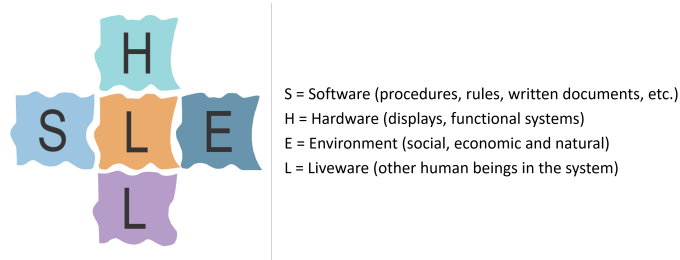 H
S L E
L
S = Software (procedures, rules, written documents, etc.)
H = Hardware (displays, functional systems)
E = Environment (social, economic and natural)
L = Liveware (other human beings in the system)